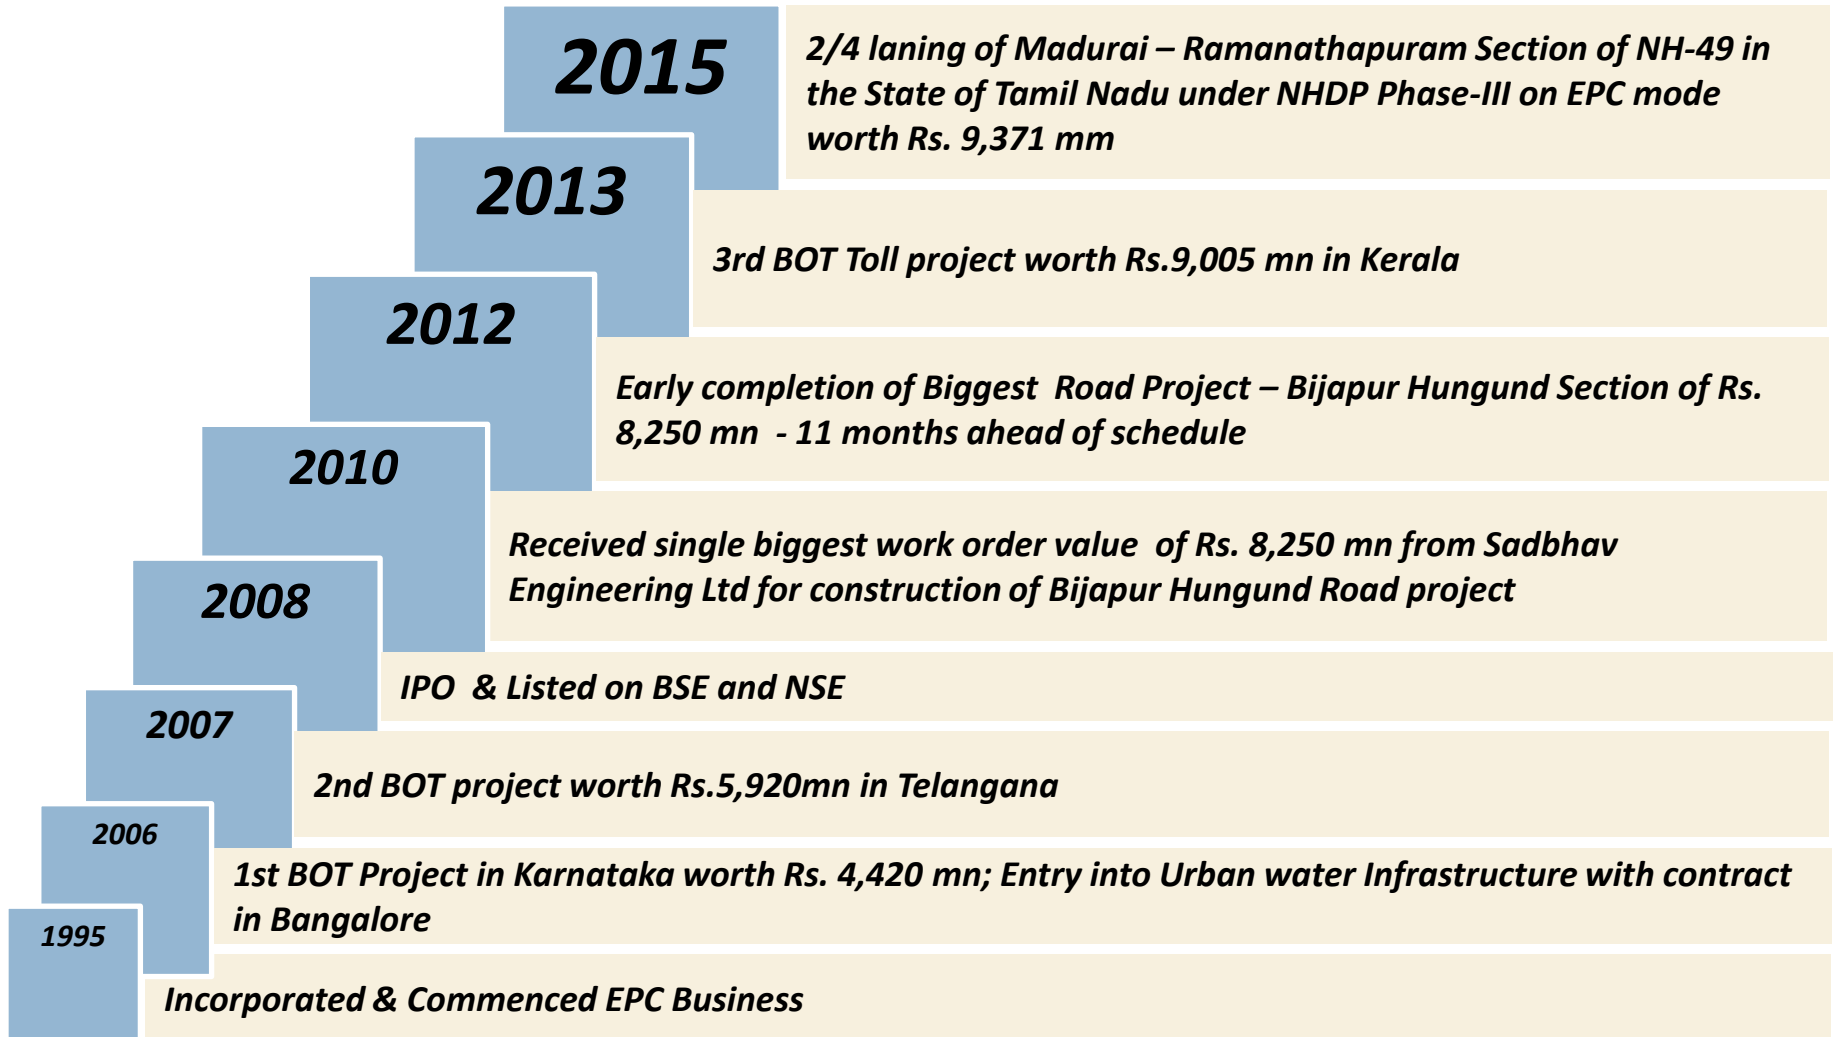 2015
2/4 laning of Madurai – Ramanathapuram Section of NH-49 in
the State of Tamil Nadu under NHDP Phase-III on EPC mode
worth Rs. 9,371 mm
2013
3rd BOT Toll project worth Rs.9,005 mn in Kerala
2012
Early completion of Biggest  Road Project – Bijapur Hungund Section of Rs.
8,250 mn  - 11 months ahead of schedule
2010
Received single biggest work order value  of Rs. 8,250 mn from Sadbhav
Engineering Ltd for construction of Bijapur Hungund Road project
2008
IPO  & Listed on BSE and NSE
2007
2nd BOT project worth Rs.5,920mn in Telangana
2006
1st BOT Project in Karnataka worth Rs. 4,420 mn; Entry into Urban water Infrastructure with contract
in Bangalore
1995
Incorporated & Commenced EPC Business